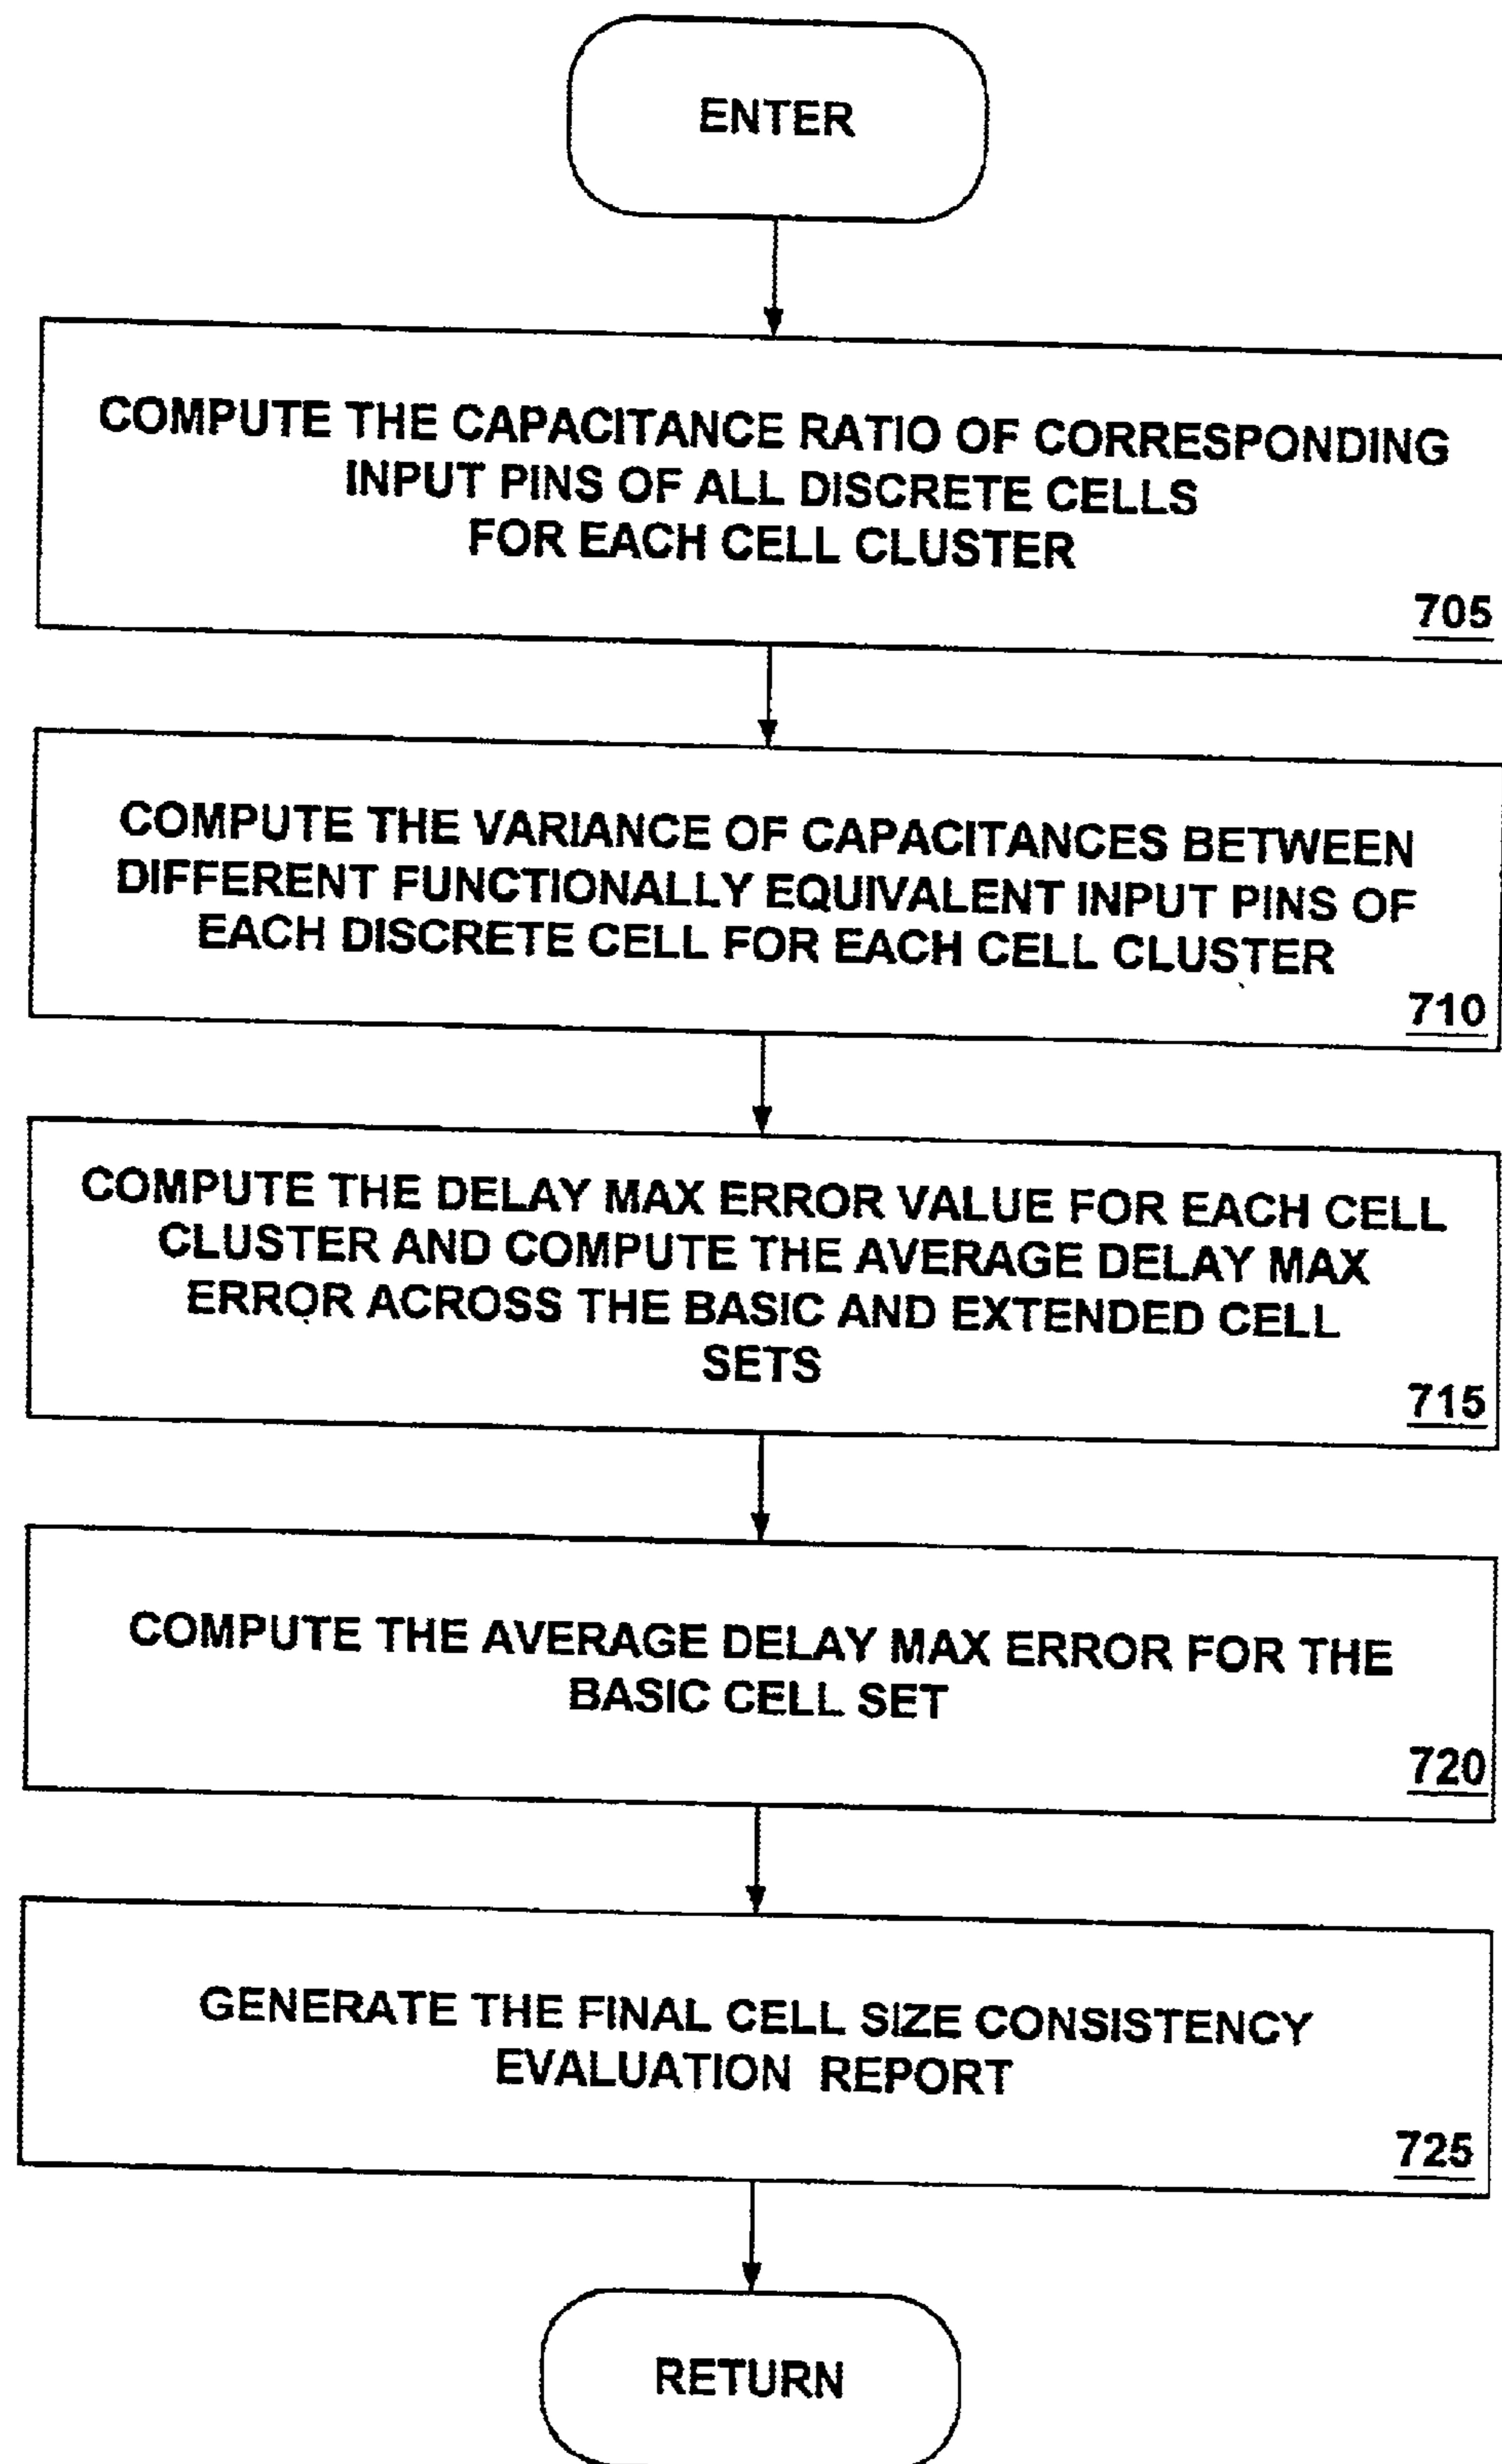 ENTER
COMPUTE THE CAPACITANCE RATIO OF CORRESPONDING
INPUT PINS OF ALL DISCRETE CELLS
FOR EACH CELL CLUSTER
705
COMPUTE THE VARIANCE OF CAPACITANCES BETWEEN
DIFFERENT FUNCTIONALLY EQUIVALENT INPUT PINS OF
EACH DISCRETE CELL FOR EACH CELL CLUSTER
710
COMPUTE THE DELAY MAX ERROR VALUE FOR EACH CELL
CLUSTER AND COMPUTE THE AVERAGE DELAY MAX
ERROR ACROSS THE BASIC AND EXTENDED CELL
SETS
715
COMPUTE THE AVERAGE DELAY MAX ERROR FOR THE
BASIC CELL SET
720
GENERATE THE FINAL CELL SIZE CONSISTENCY
EVALUATION REPORT
725
RETURN